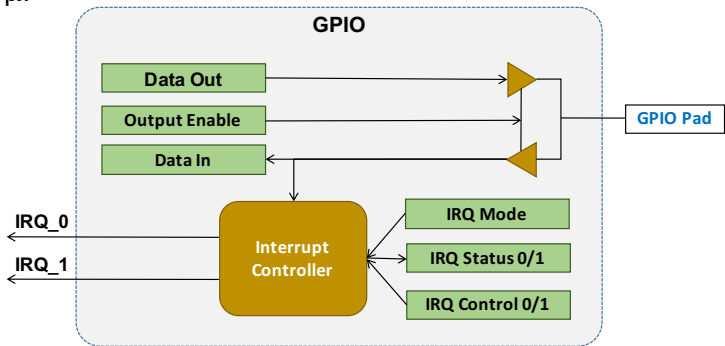 GPIO
Data Out
Output Enable
GPIO Pad
Data In
IRQ_0
IRQ Mode
Interrupt
Controller
IRQ Status 0/1
IRQ_1
IRQ Control 0/1